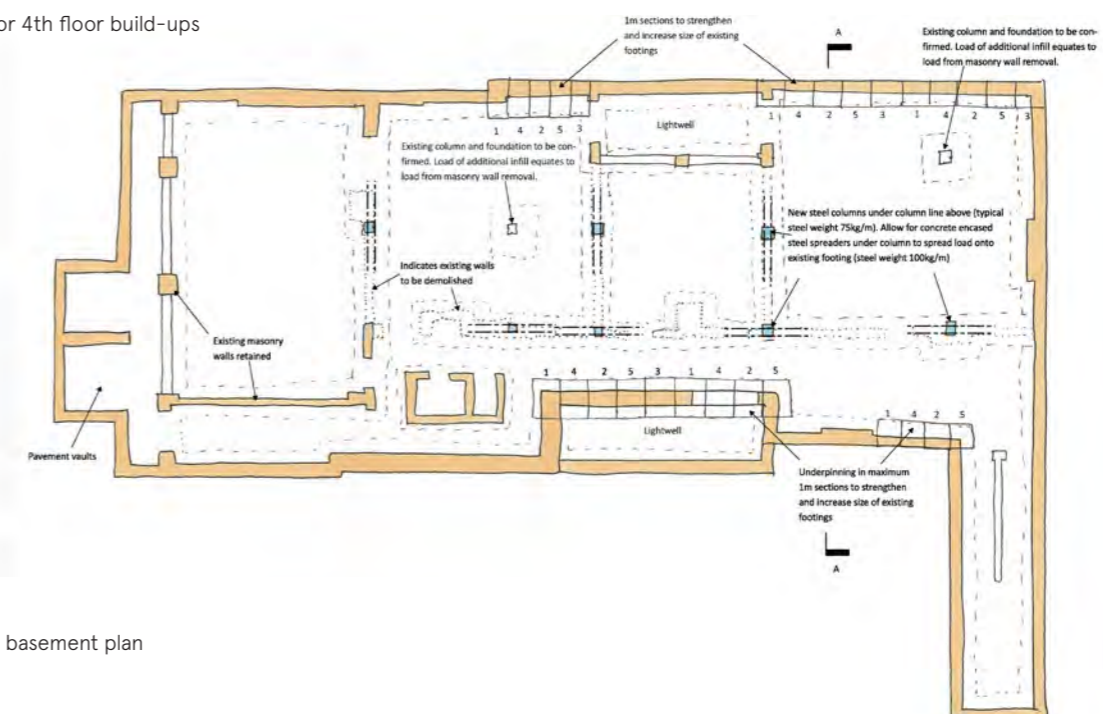 or 4th floor build-ups
1m sections to strengthen
and increase size of existing
footings
A
Existing column and foundation to be con-
firmed. Load of additional infill equates to
load from masonry wall removal.
1 4 2 5 3
Lightwell
1 4 2 5 3 1 4 2 5 3
Existing column and foundation to be con-
firmed. Load of additional infill equates to
load from masonry wall removal.
New steel columns under column line above (typical
steel weight 75kg/m). Allow for concrete encased
steel spreaders under column to spread load onto
existing footing (steel weight 100kg/m)
Indicates existing walls
to be demolished
Existing masonry
walls retained
1 4 2 5 3 1 4 2 5
Lightwell
1 4 2 5
Pavement vaults
Underpinning in maximum
1m sections to strengthen
and increase size of existing
footings
A
basement plan